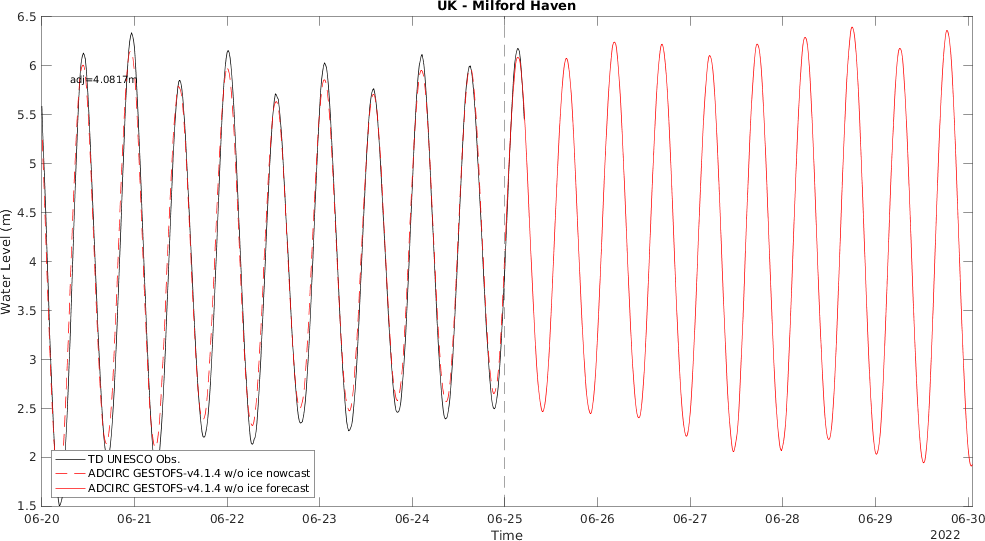 UK - Milford Haven
6.5
6
5.5
5
4.5
4
3.5
3
2.5
2
1.5
Water Level (m)
adj=4.0817m
TD UNESCO Obs.
ADCIRC GESTOFS-v4.1.4 w/o ice nowcast
ADCIRC GESTOFS-v4.1.4 w/o ice forecast
06-20 06-21 06-22 06-23 06-24 06-25 06-26 06-27 06-28 06-29 06-30
Time
2022